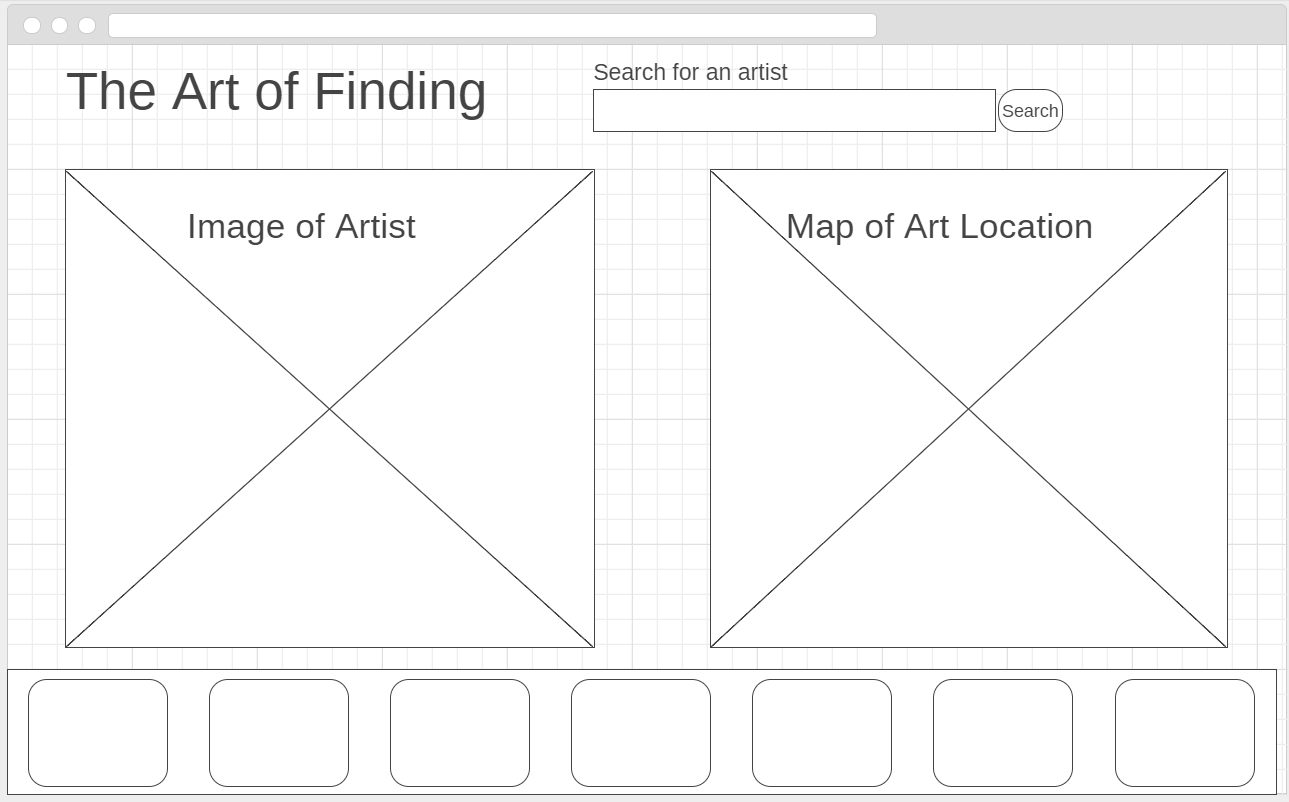 The Art of Finding
Search for an artist
Search
Image of Artist
Map of Art Location